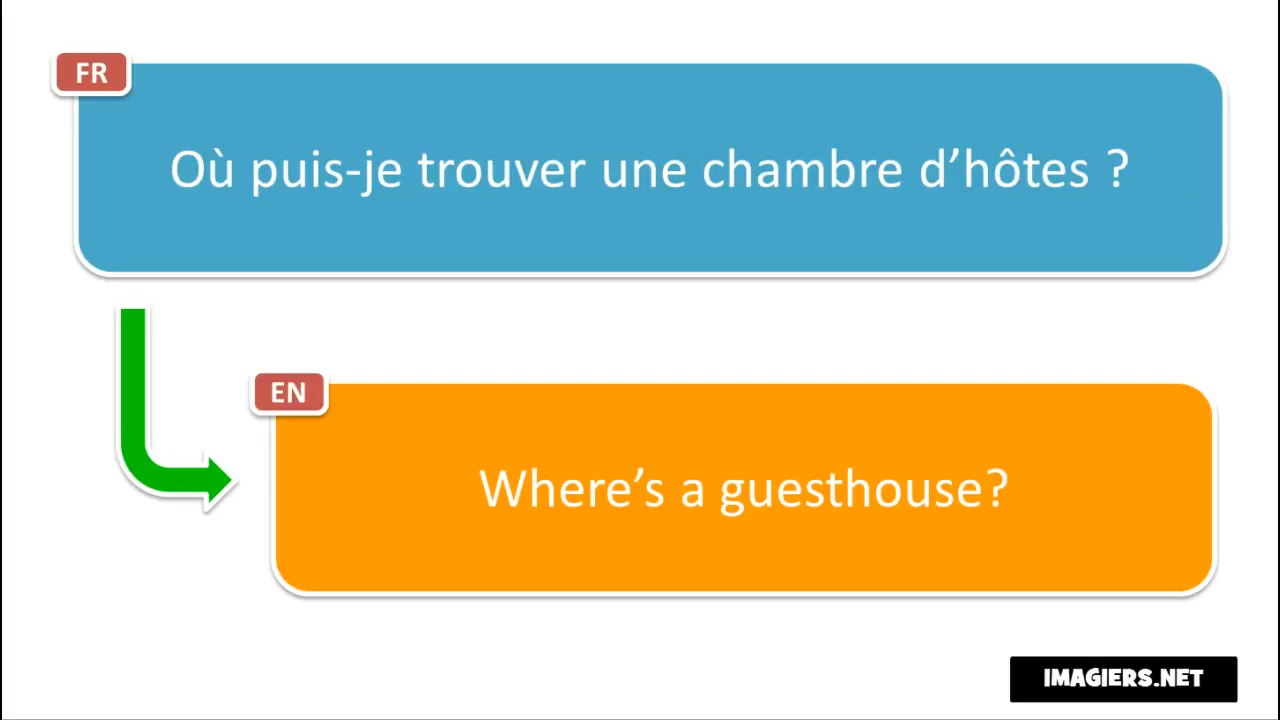 FR
Où puis-je trouver une chambre d’hôtes ?
EN
Where’s a guesthouse?
IMAGIERS.NET